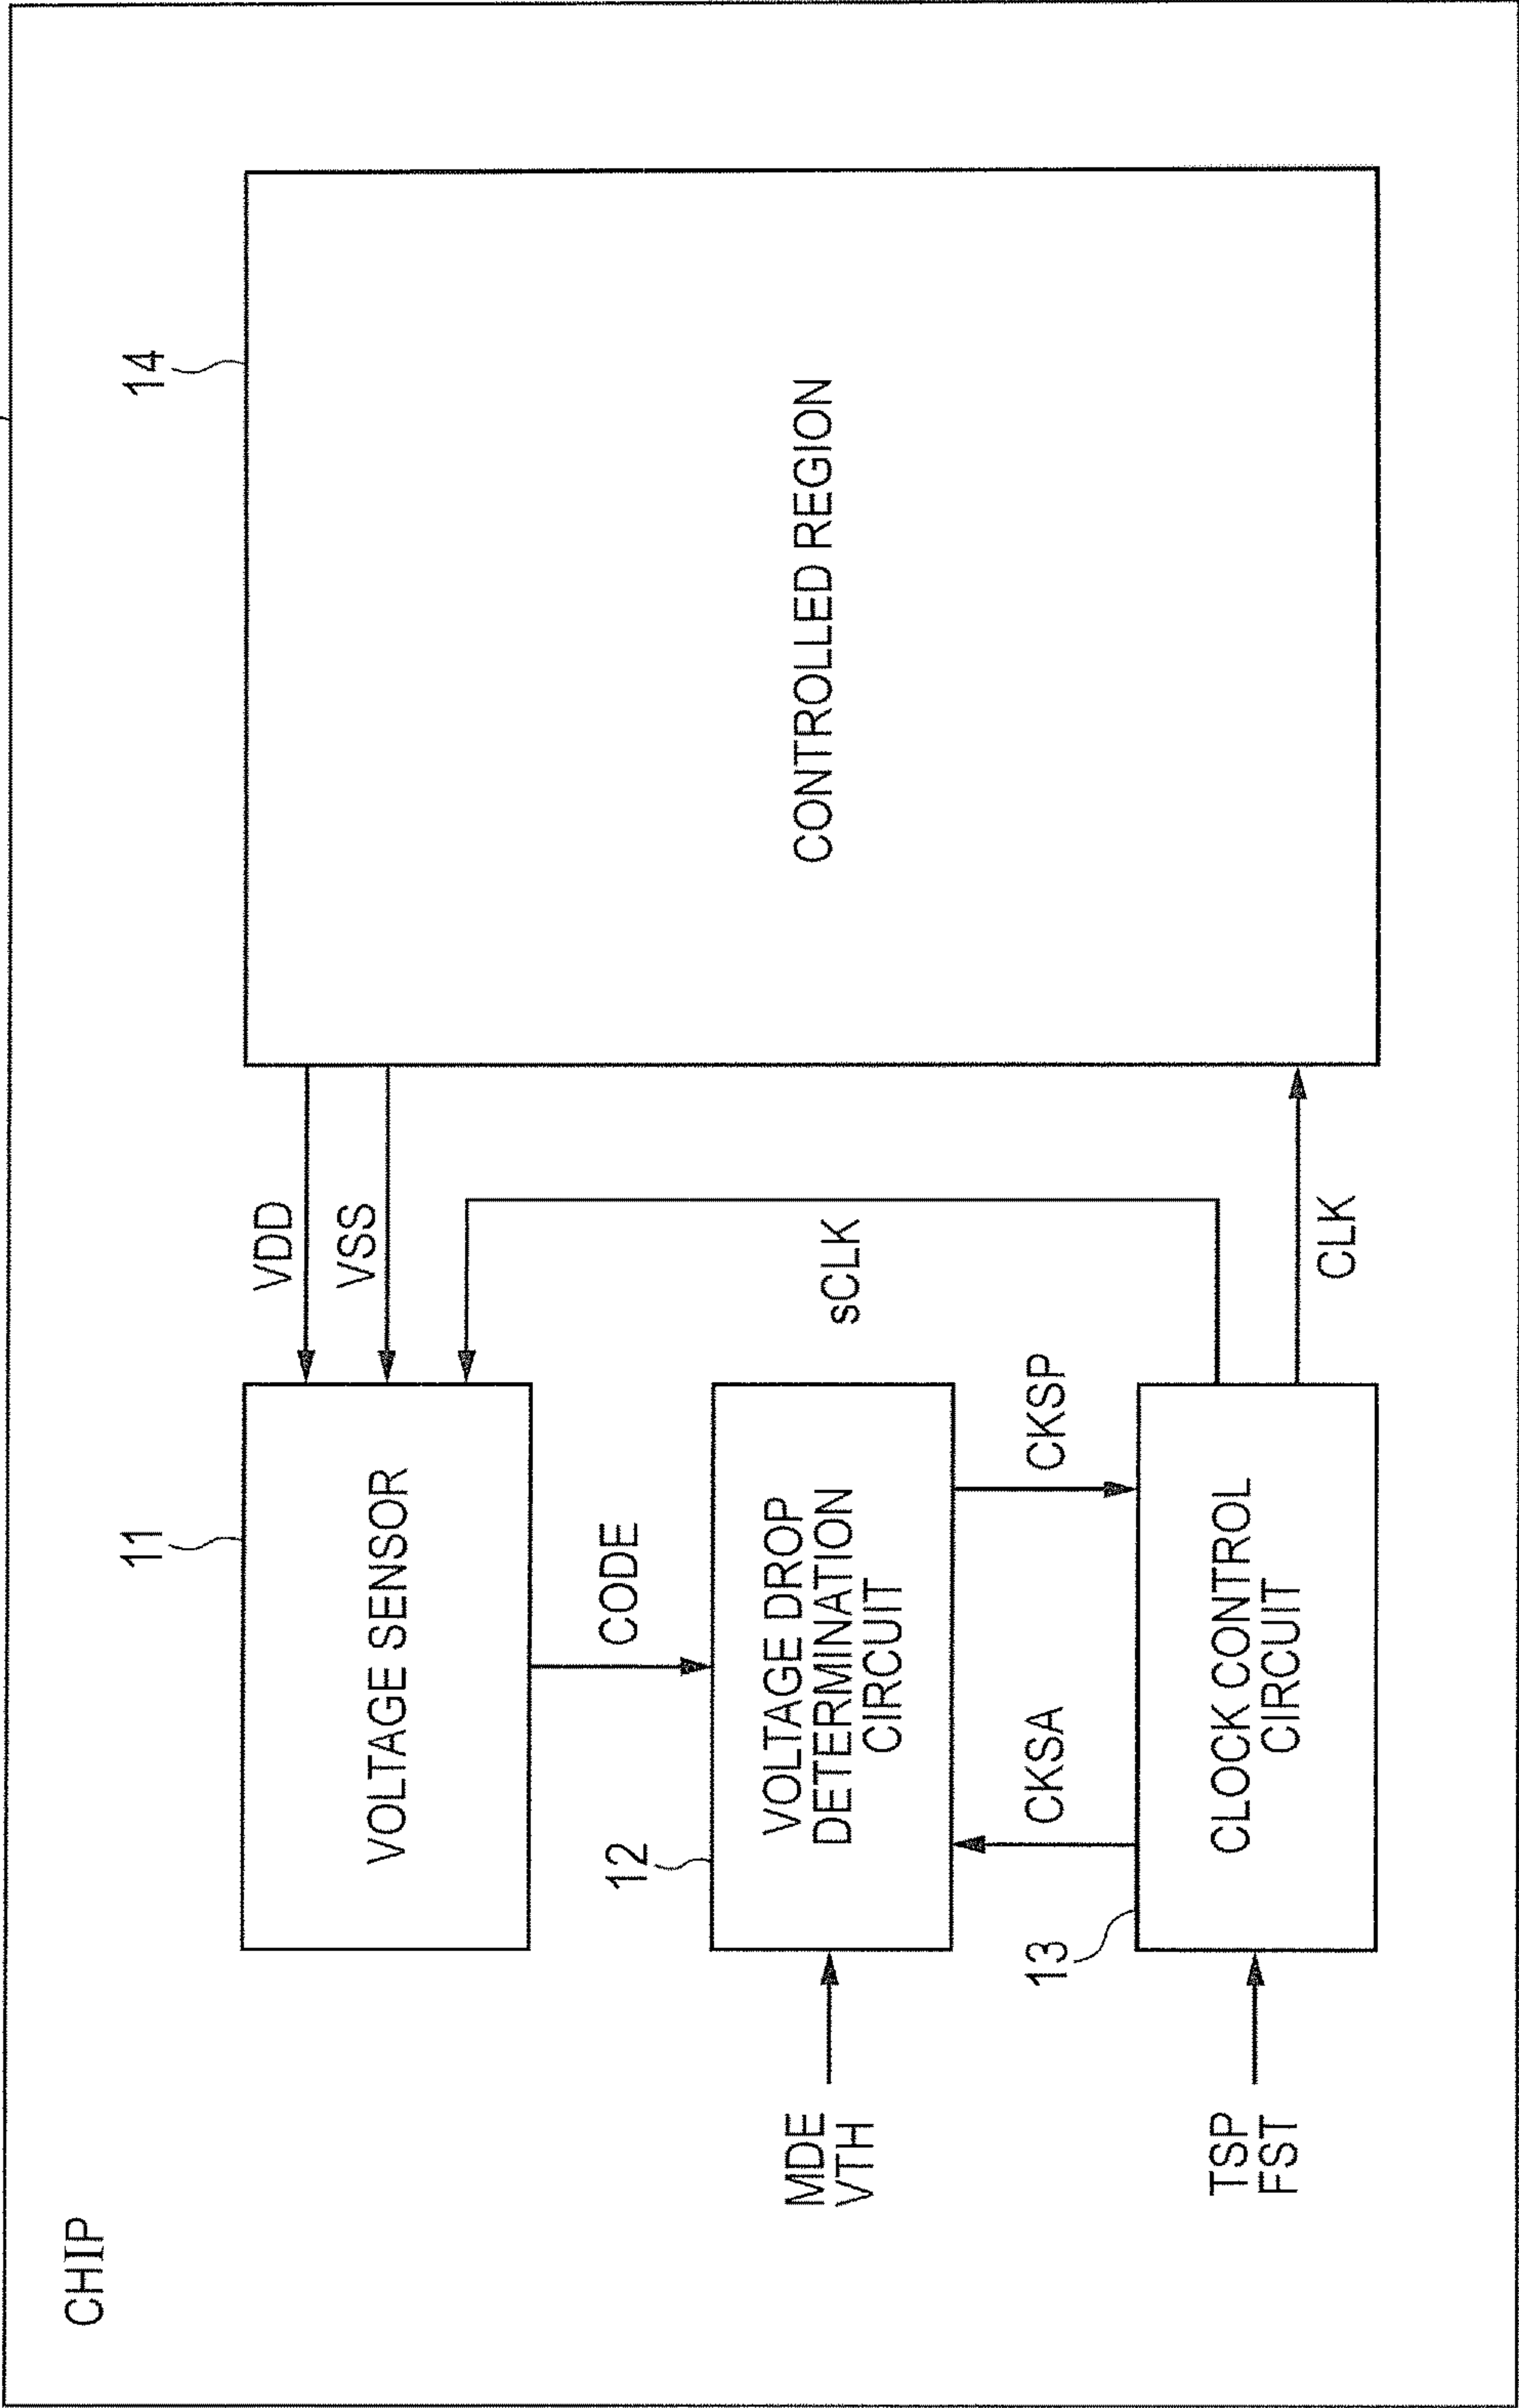 CHIP
11
VOLTAGE SENSOR
VDD
VSS
14
CONTROLLED REGION
CODE
sCLK
12
VOLTAGE DROP
DETERMINATION
CIRCUIT
MDE
VTH
CKSA
CKSP
13
CLOCK CONTROL
CIRCUIT
TSP
FST
CLK